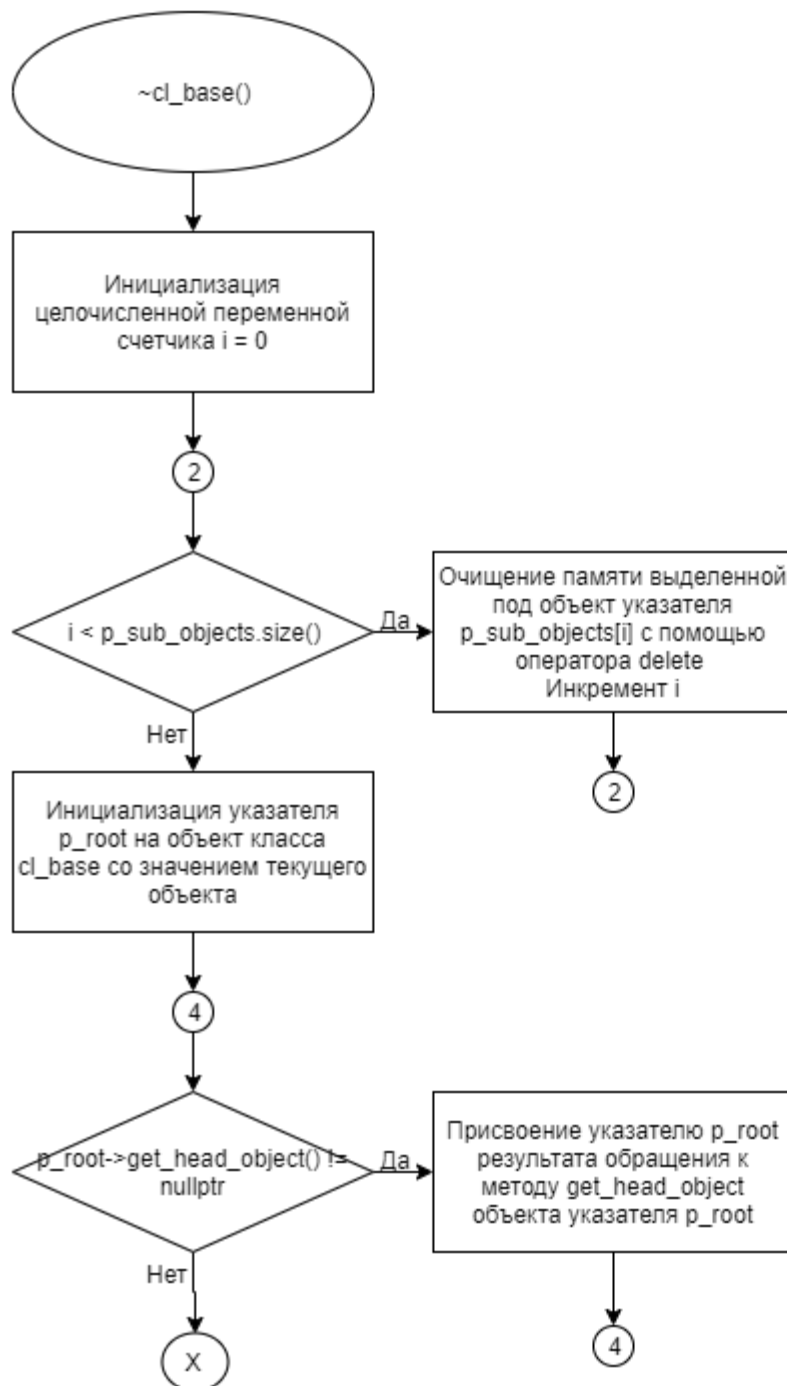 ~cl_base()
Инициализация
целочисленной переменной
счетчика i = 0
2
i < p_sub_objects.size()
Да
Очищение памяти выделенной
под объект указателя
p_sub_objects[i] с помощью
оператора delete
Инкремент i
Нет
2
Инициализация указателя
p_root на объект класса
cl_base со значением текущего
объекта
4
p_root->get_head_object() !=
nullptr
Да
Присвоение указателю p_root
результата обращения к
методу get_head_object
объекта указателя p_root
Нет
4
X